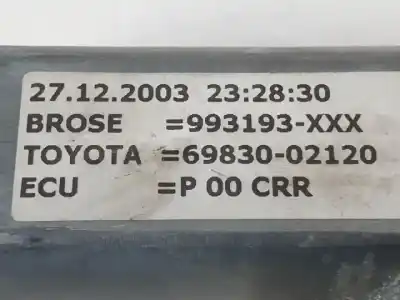 27.12.2003 23:28:30
BROSE =993193-XXX
TOYOTA =69830-02120
ECU =P 00 CRR